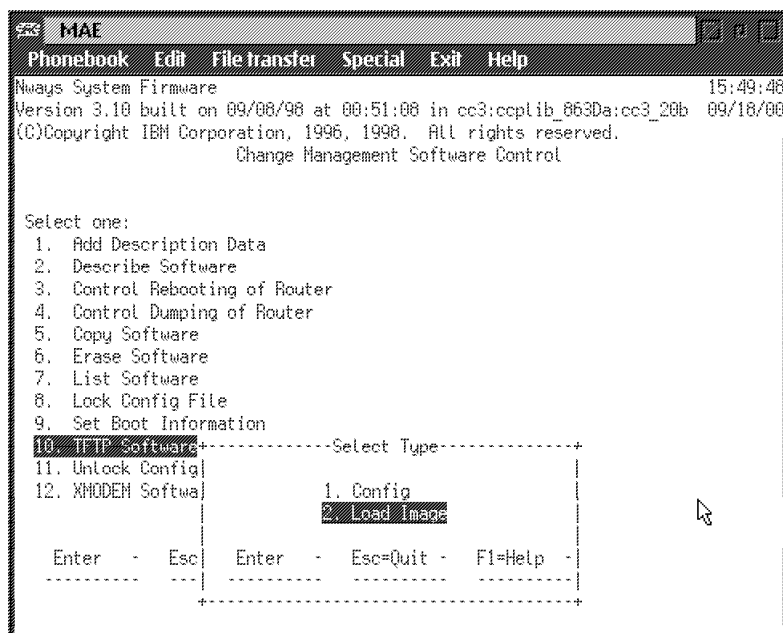 MAE
Phonebook Edit File transfer Special Exit Help
Nways System Firmware 15:49:48
Version 3.10 built on 09/08/98 at 00:51:08 in cc3:ccplib_863Da:cc3_20b 09/18/00
(C)Copyright IBM Corporation, 1996, 1998. All rights reserved.
Change Management Software Control
Select one:
1. Add Description Data
2. Describe Software
3. Control Rebooting of Router
4. Control Dumping of Router
5. Copy Software
6. Erase Software
7. List Software
8. Lock Config File
9. Set Boot Information
10. TFTP Software+-------------Select Type---------------+
11. Unlock Config|
12. XMODEM Softwa| 1. Config
2. Load Image
Enter - Esc| Enter - Esc=Quit - F1=Help -|